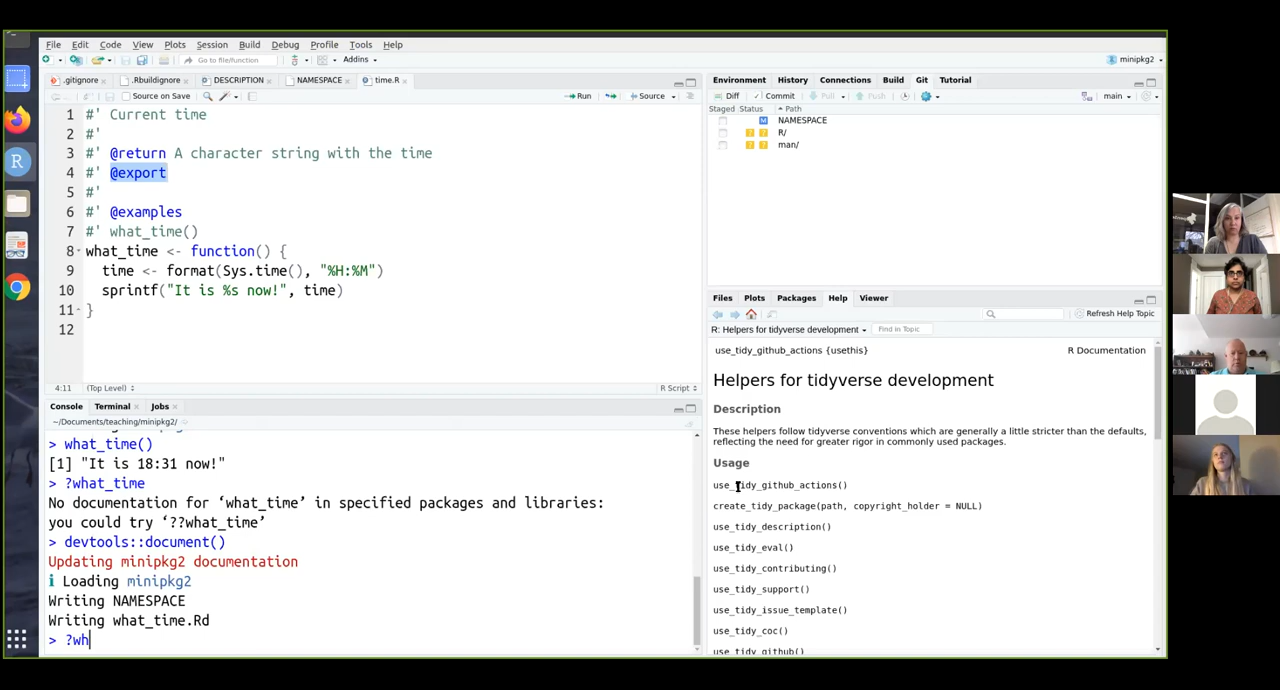 File Edit Code View Plots Session Build Debug Profile Tools Help
Go to file/function Addins minipkg2
.gitignore .Rbuildignore DESCRIPTION NAMESPACE time.R
Source on Save Run Source
1 #' Current time
2 #'
3 #' @return A character string with the time
4 #' @export
5 #'
6 #' @examples
7 #' what_time()
8 what_time <- function() {
9 time <- format(Sys.time(), "%H:%M")
10 sprintf("It is %s now!", time)
11 }
12
4:11 (Top Level) R Script
Console Terminal Jobs
~/Documents/teaching/minipkg2/
> what_time()
[1] "It is 18:31 now!"
> ?what_time
No documentation for ‘what_time’ in specified packages and libraries:
you could try ‘??what_time’
> devtools::document()
Updating minipkg2 documentation
ℹ Loading minipkg2
Writing NAMESPACE
Writing what_time.Rd
> ?wh
Environment History Connections Build Git Tutorial
Diff Commit Pull Push main
Staged Status Path
M NAMESPACE
? ? R/
? ? man/
Files Plots Packages Help Viewer
Refresh Help Topic
R: Helpers for tidyverse development Find in Topic
use_tidy_github_actions {usethis} R Documentation
Helpers for tidyverse development
Description
These helpers follow tidyverse conventions which are generally a little stricter than the defaults,
reflecting the need for greater rigor in commonly used packages.
Usage
use_tidy_github_actions()
create_tidy_package(path, copyright_holder = NULL)
use_tidy_description()
use_tidy_eval()
use_tidy_contributing()
use_tidy_support()
use_tidy_issue_template()
use_tidy_coc()
use_tidy_github()